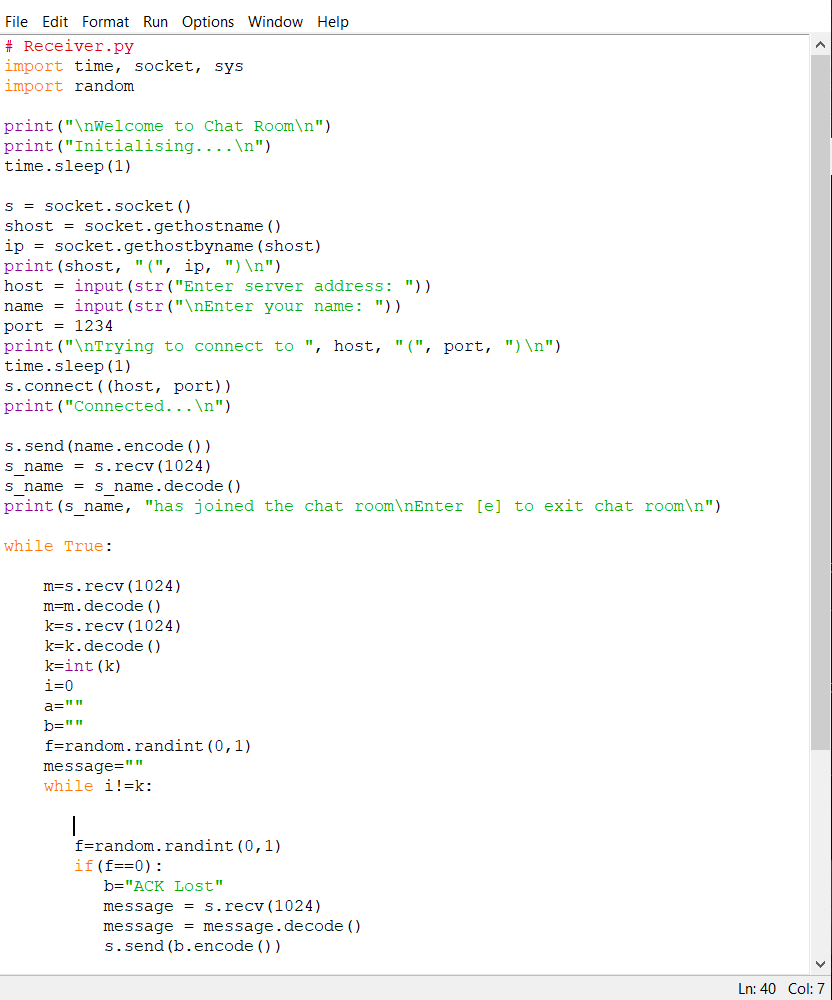 File Edit Format Run Options Window Help
# Receiver.py
import time, socket, sys
import random

print("\nWelcome to Chat Room\n")
print("Initialising....\n")
time.sleep(1)

s = socket.socket()
shost = socket.gethostname()
ip = socket.gethostbyname(shost)
print(shost, "(", ip, ")\n")
host = input(str("Enter server address: "))
name = input(str("\nEnter your name: "))
port = 1234
print("\nTrying to connect to ", host, "(", port, ")\n")
time.sleep(1)
s.connect((host, port))
print("Connected...\n")

s.send(name.encode())
s_name = s.recv(1024)
s_name = s_name.decode()
print(s_name, "has joined the chat room\nEnter [e] to exit chat room\n")

while True:

    m=s.recv(1024)
    m=m.decode()
    k=s.recv(1024)
    k=k.decode()
    k=int(k)
    i=0
    a=""
    b=""
    f=random.randint(0,1)
    message=""
    while i!=k:

       f=random.randint(0,1)
       if(f==0):
          b="ACK Lost"
          message = s.recv(1024)
          message = message.decode()
          s.send(b.encode())
Ln: 40 Col: 7